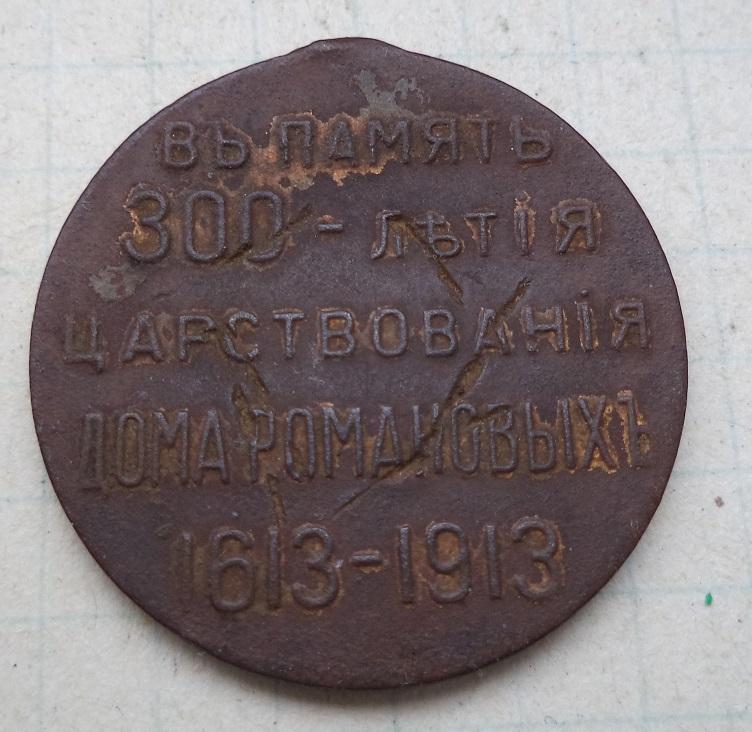 ВЪ ПАМЯТЬ
300-ЛѢТІЯ
ЦАРСТВОВАНІЯ
ДОМА РОМАНОВЫХЪ
1613-1913